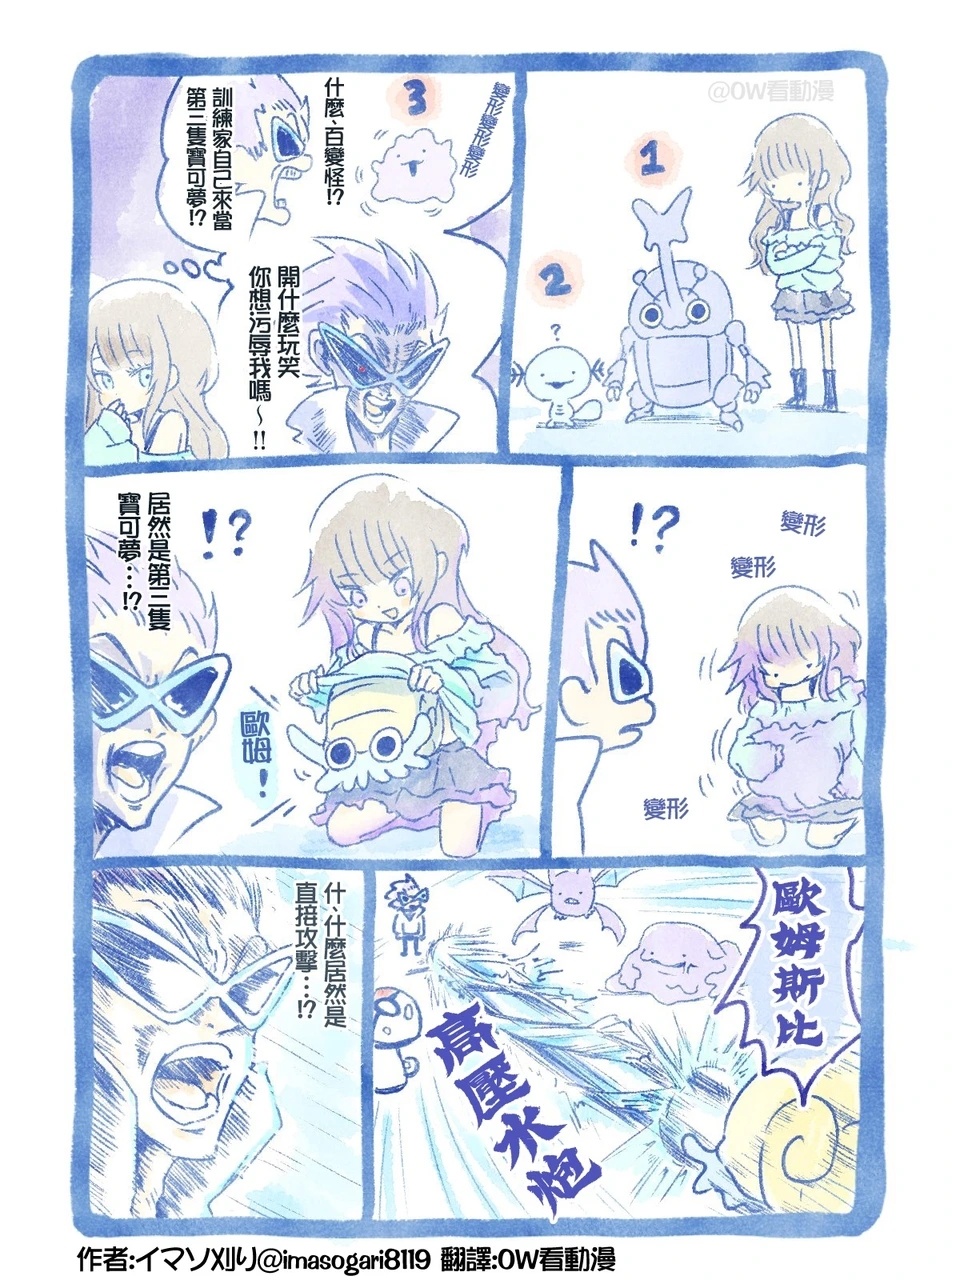 @OW看動漫
1
2
?
變形變形變形
3
什麼、百變怪!?
訓練家自己來當
第三隻寶可夢!?
開什麼玩笑
你想污辱我嗎~!!
變形
變形
!?
變形
!?
歐姆!
居然是第三隻
寶可夢…!?
歐姆斯比
高壓水炮
什、什麼居然是
直接攻擊…!?
作者:イマソ刈り@imasogari8119 翻譯:OW看動漫